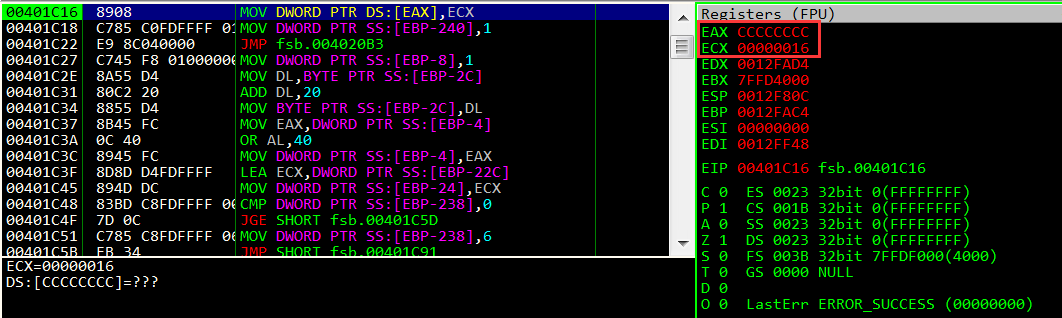 00401C16 8908 MOV DWORD PTR DS:[EAX],ECX
00401C18 C785 C0FDFFFF 01 MOV DWORD PTR SS:[EBP-240],1
00401C22 E9 8C040000 JMP fsb.004020B3
00401C27 C745 F8 01000000 MOV DWORD PTR SS:[EBP-8],1
00401C2E 8A55 D4 MOV DL,BYTE PTR SS:[EBP-2C]
00401C31 80C2 20 ADD DL,20
00401C34 8855 D4 MOV BYTE PTR SS:[EBP-2C],DL
00401C37 8B45 FC MOV EAX,DWORD PTR SS:[EBP-4]
00401C3A 0C 40 OR AL,40
00401C3C 8945 FC MOV DWORD PTR SS:[EBP-4],EAX
00401C3F 8D8D D4FDFFFF LEA ECX,DWORD PTR SS:[EBP-22C]
00401C45 894D DC MOV DWORD PTR SS:[EBP-24],ECX
00401C48 83BD C8FDFFFF 00 CMP DWORD PTR SS:[EBP-238],0
00401C4F 7D 0C JGE SHORT fsb.00401C5D
00401C51 C785 C8FDFFFF 06 MOV DWORD PTR SS:[EBP-238],6
00401C5B EB 34 JMP SHORT fsb.00401C91
ECX=00000016
DS:[CCCCCCCC]=???
Registers (FPU)
EAX CCCCCCCC
ECX 00000016
EDX 0012FAD4
EBX 7FFD4000
ESP 0012F80C
EBP 0012FAC4
ESI 00000000
EDI 0012FF48
EIP 00401C16 fsb.00401C16
C 0 ES 0023 32bit 0(FFFFFFFF)
P 1 CS 001B 32bit 0(FFFFFFFF)
A 0 SS 0023 32bit 0(FFFFFFFF)
Z 1 DS 0023 32bit 0(FFFFFFFF)
S 0 FS 003B 32bit 7FFDF000(4000)
T 0 GS 0000 NULL
D 0
O 0 LastErr ERROR_SUCCESS (00000000)